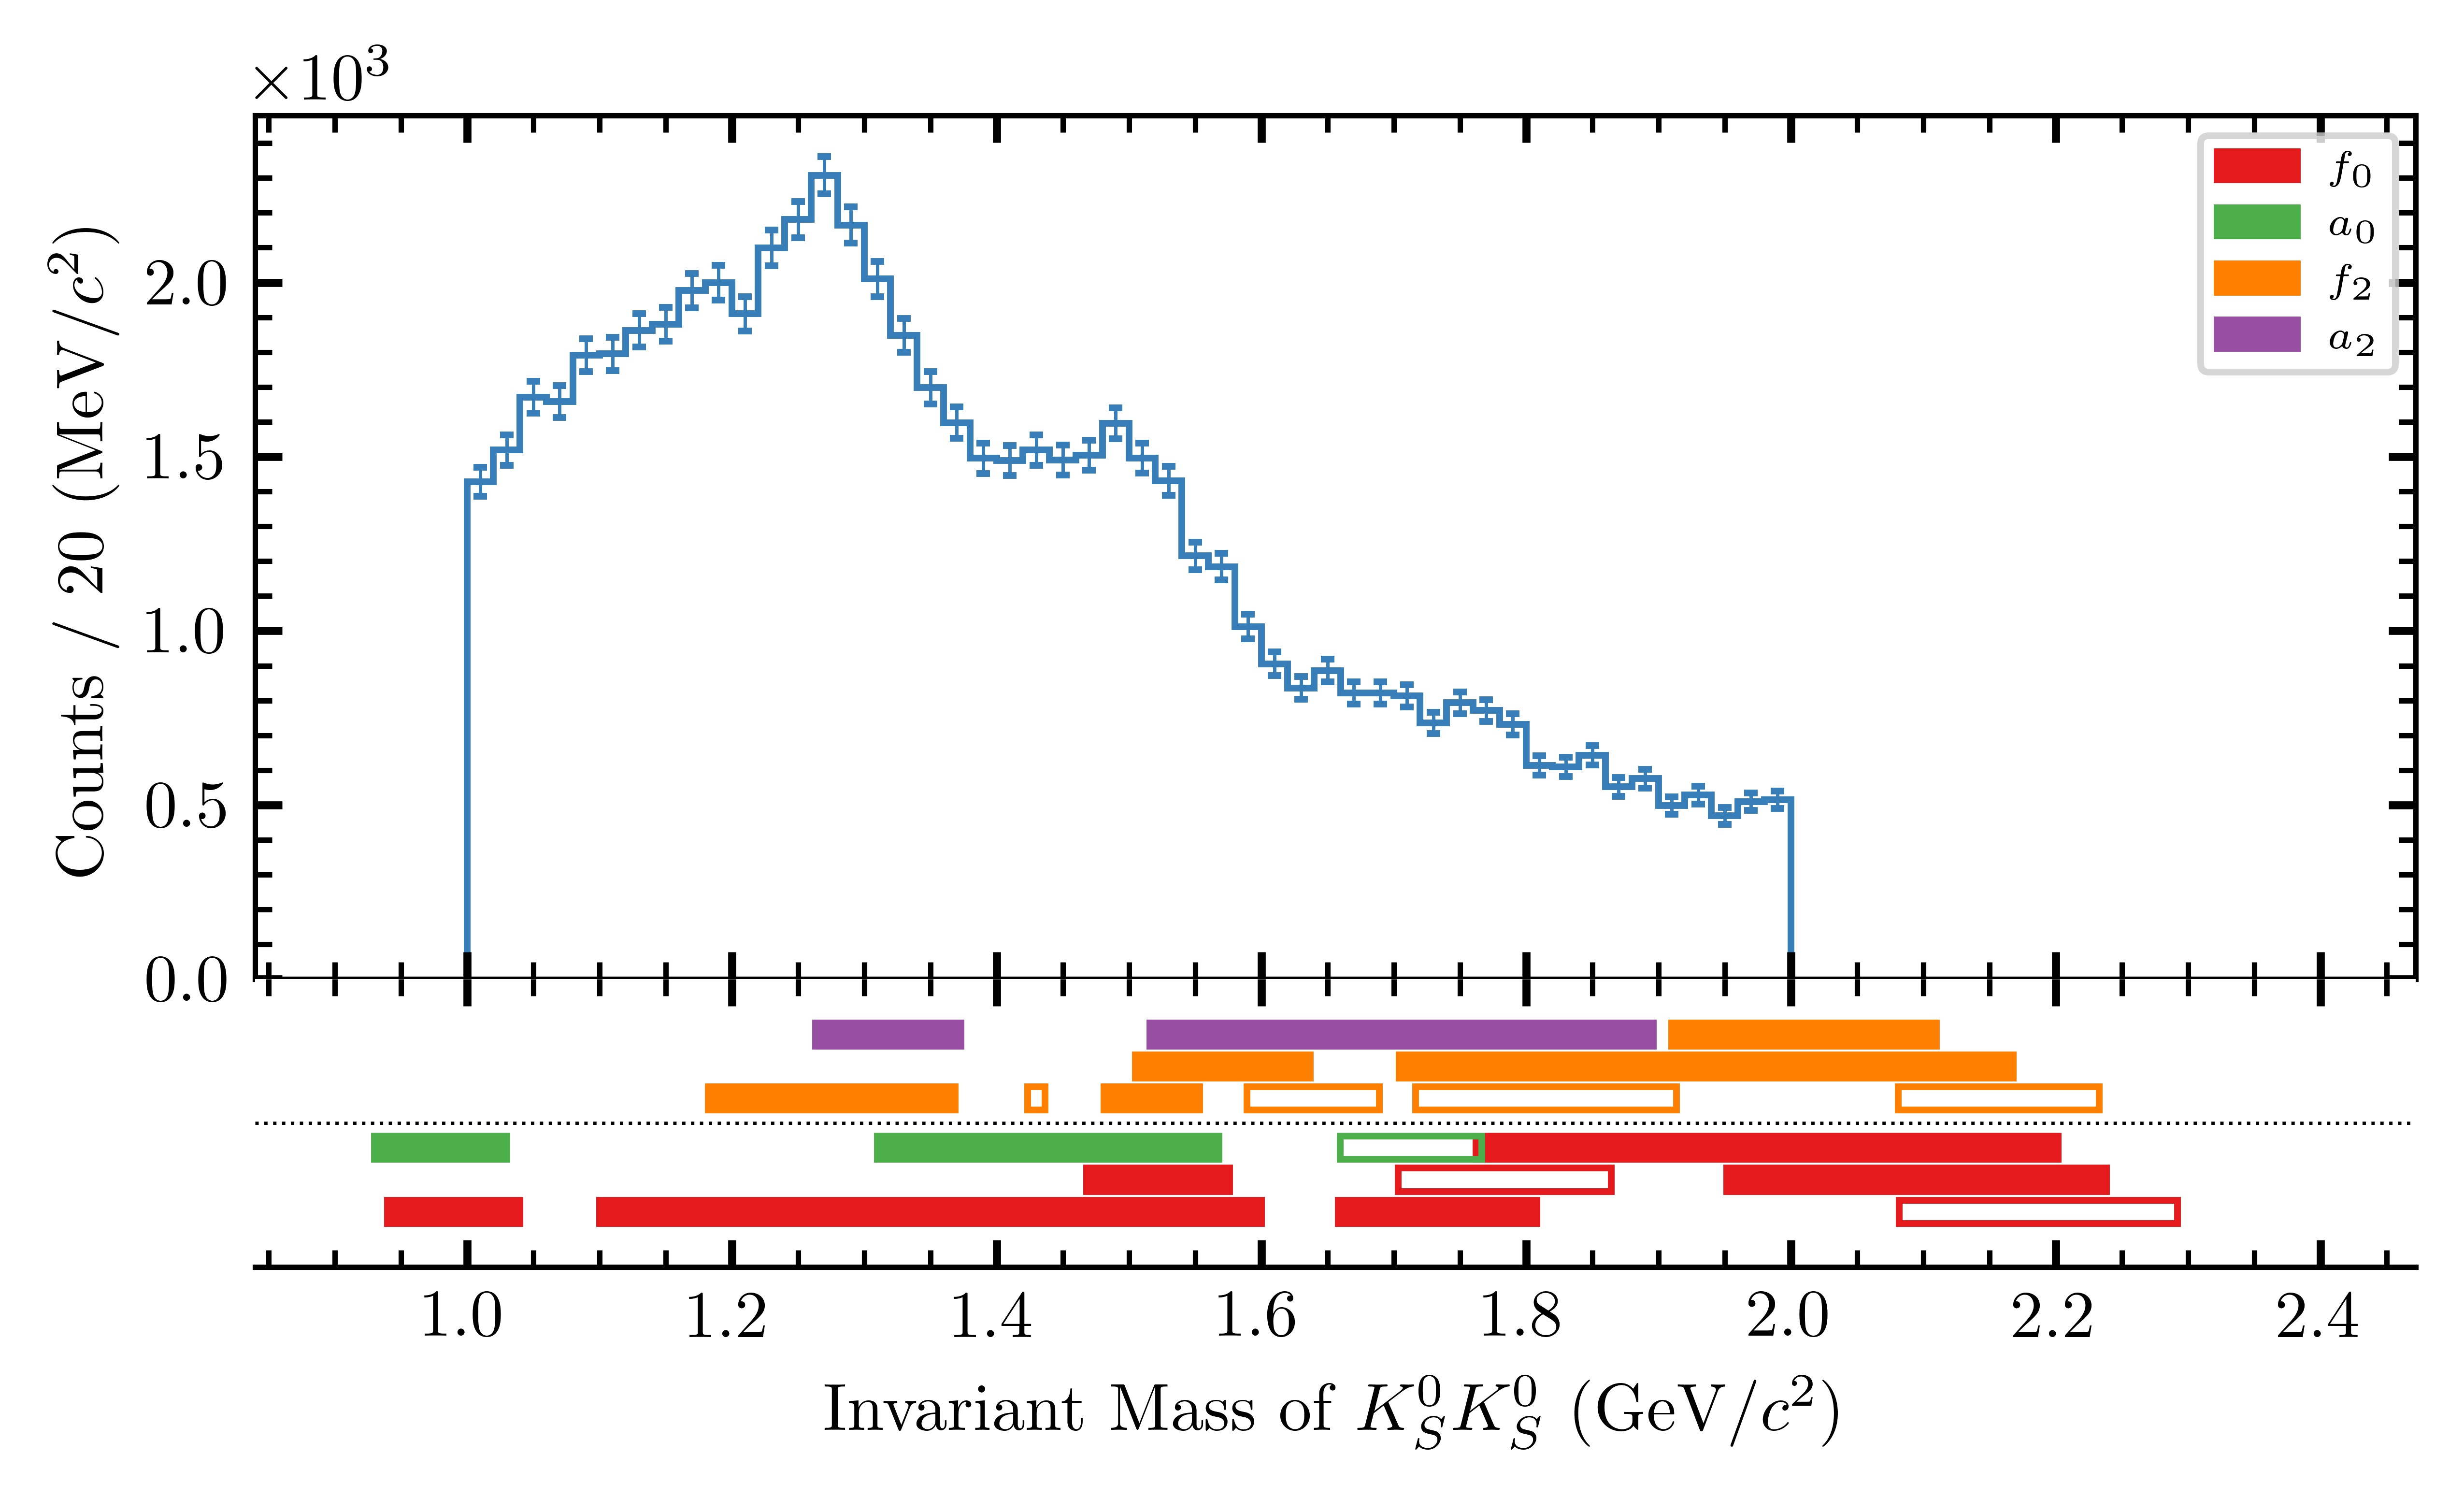 ×10³
Counts / 20 (MeV/c²)
2.0
1.5
1.0
0.5
0.0
f₀
a₀
f₂
a₂
1.0 1.2 1.4 1.6 1.8 2.0 2.2 2.4
Invariant Mass of K⁰_S K⁰_S (GeV/c²)